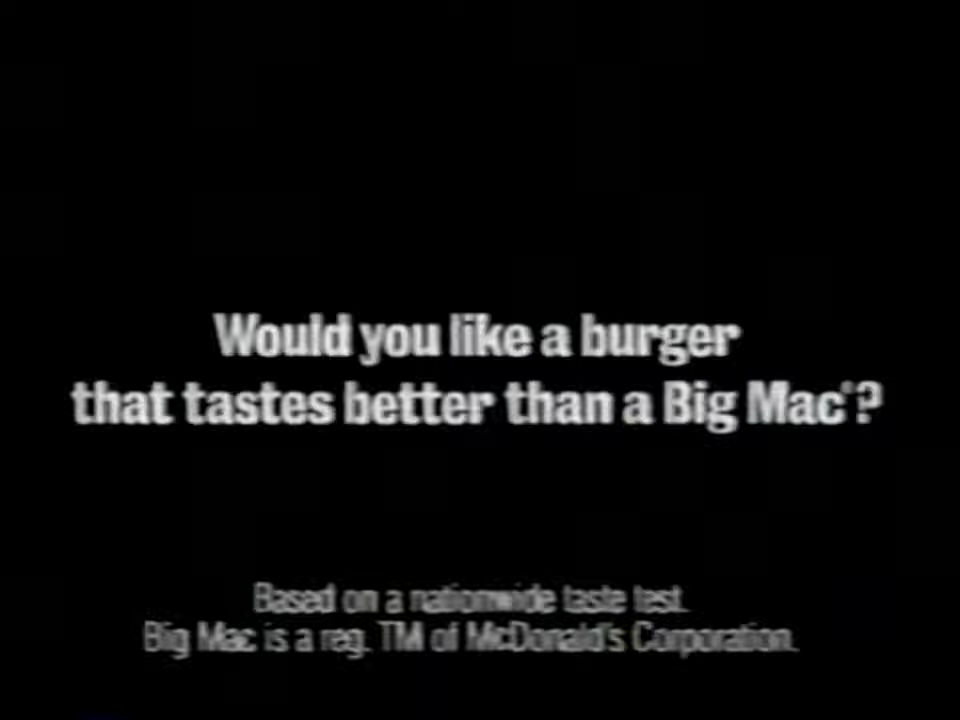 Would you like a burger
that tastes better than a Big Mac®?
Based on a nationwide taste test.
Big Mac is a reg. TM of McDonald's Corporation.